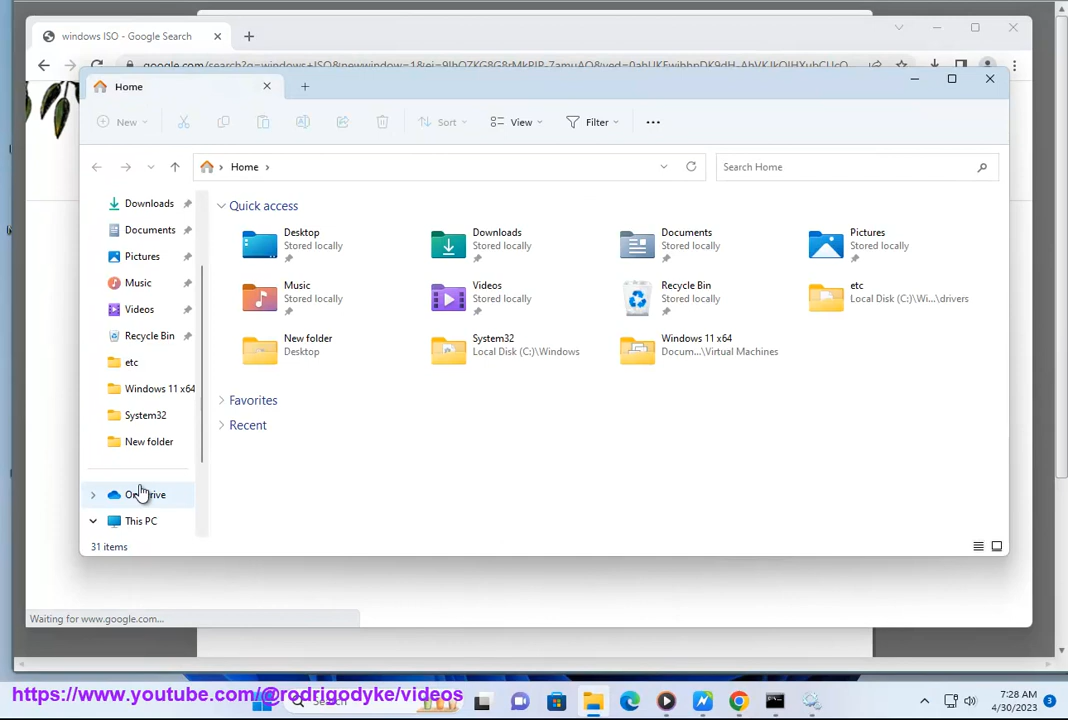 windows ISO - Google Search
Home
New
Sort
View
Filter
Home
Search Home
Downloads
Documents
Pictures
Music
Videos
Recycle Bin
etc
Windows 11 x64
System32
New folder
This PC
Quick access
Desktop
Stored locally
Downloads
Stored locally
Documents
Stored locally
Pictures
Stored locally
Music
Stored locally
Videos
Stored locally
Recycle Bin
Stored locally
etc
Local Disk (C:)\Wi...\drivers
New folder
Desktop
System32
Local Disk (C:)\Windows
Windows 11 x64
Docum...\Virtual Machines
Favorites
Recent
31 items
Waiting for www.google.com...
https://www.youtube.com/@rodrigodyke/videos
Search
7:28 AM
4/30/2023
3